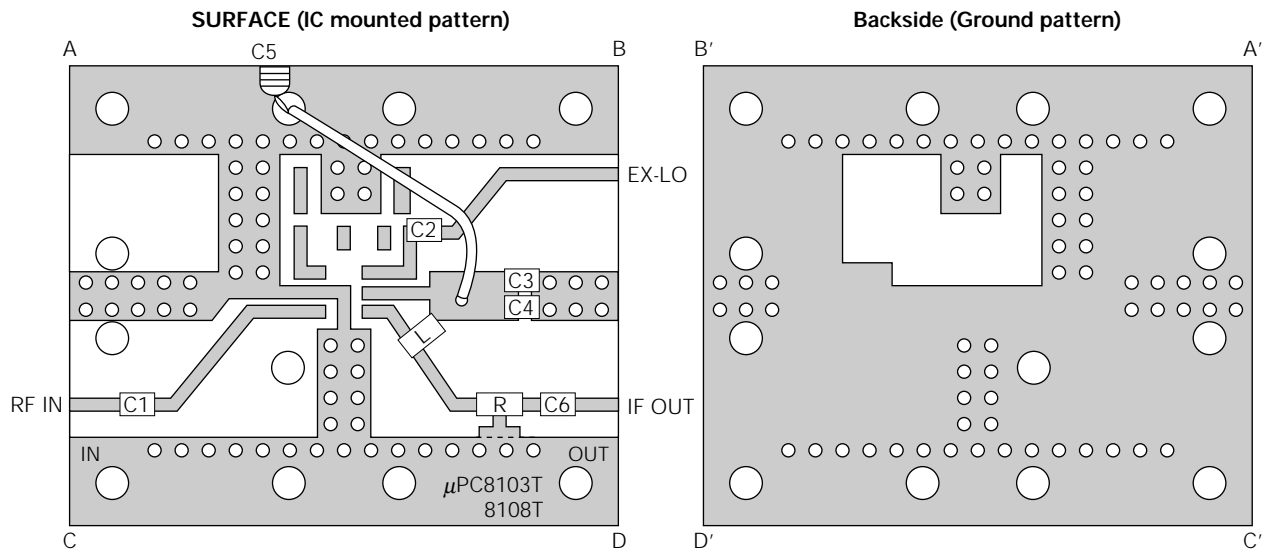 SURFACE (IC mounted pattern)
Backside (Ground pattern)
A
C5
B
B'
A'
EX-LO
C2
C3
C4
L
RF IN
C1
R
C6
IF OUT
IN
OUT
μPC8103T
8108T
C
D
D'
C'